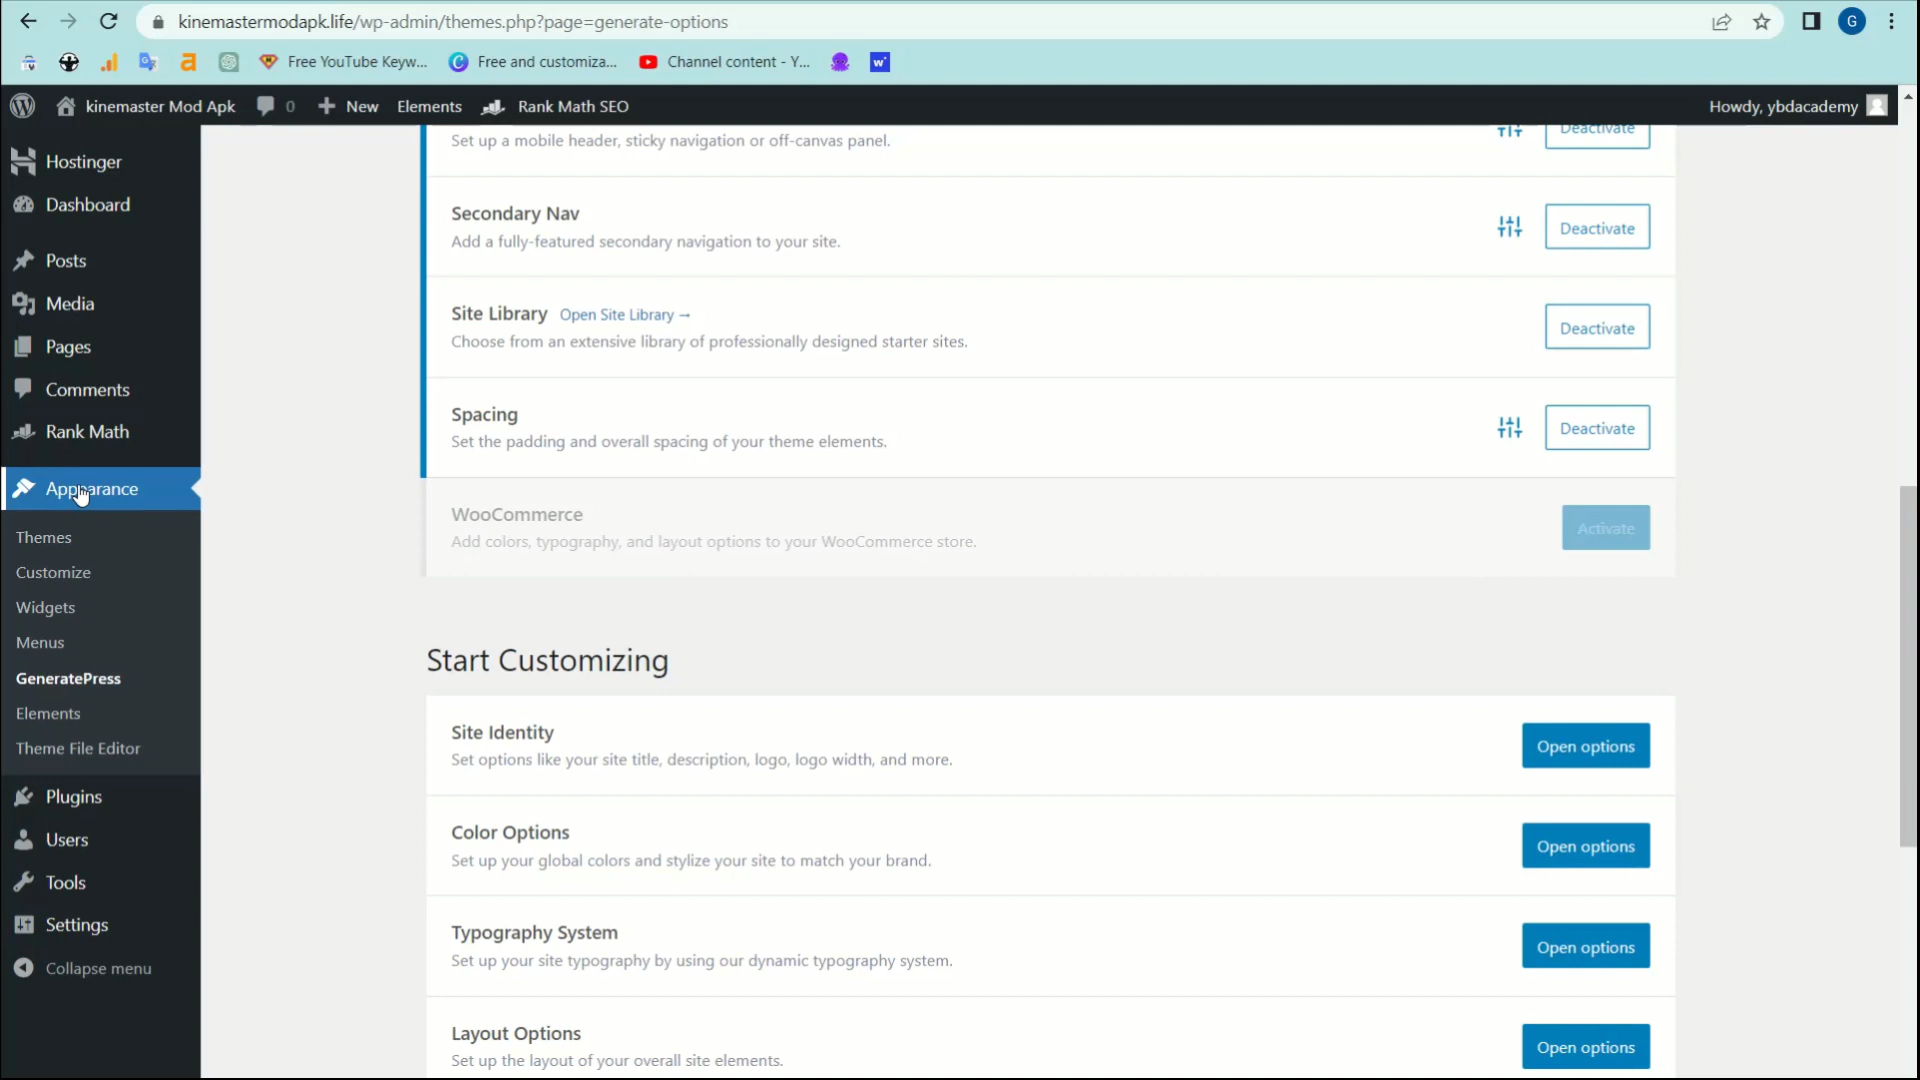 kinemastermodapk.life/wp-admin/themes.php?page=generate-options
G
a
Free YouTube Keyw...
Free and customiza...
Channel content - Y...
w
kinemaster Mod Apk
0
New
Elements
Rank Math SEO
Howdy, ybdacademy
Hostinger
Dashboard
Posts
Media
Pages
Comments
Rank Math
Appearance
Themes
Customize
Widgets
Menus
GeneratePress
Elements
Theme File Editor
Plugins
Users
Tools
Settings
Collapse menu
Set up a mobile header, sticky navigation or off-canvas panel.
Deactivate
Secondary Nav
Add a fully-featured secondary navigation to your site.
Deactivate
Site Library Open Site Library →
Choose from an extensive library of professionally designed starter sites.
Deactivate
Spacing
Set the padding and overall spacing of your theme elements.
Deactivate
WooCommerce
Add colors, typography, and layout options to your WooCommerce store.
Activate
Start Customizing
Site Identity
Set options like your site title, description, logo, logo width, and more.
Open options
Color Options
Set up your global colors and stylize your site to match your brand.
Open options
Typography System
Set up your site typography by using our dynamic typography system.
Open options
Layout Options
Set up the layout of your overall site elements.
Open options